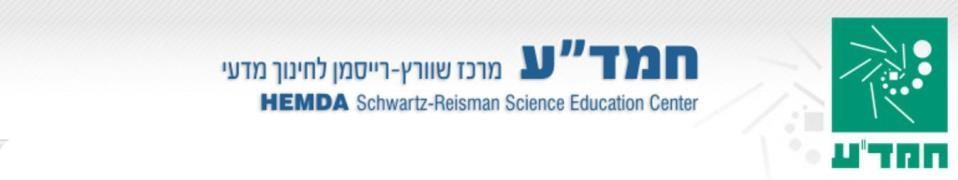 חמד"ע מרכז שוורץ-רייסמן לחינוך מדעי
HEMDA Schwartz-Reisman Science Education Center
חמד"ע